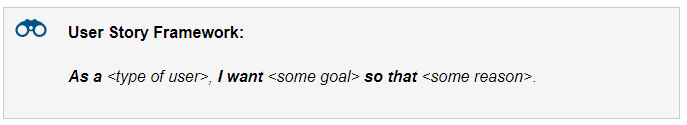 User Story Framework:
As a <type of user>, I want <some goal> so that <some reason>.